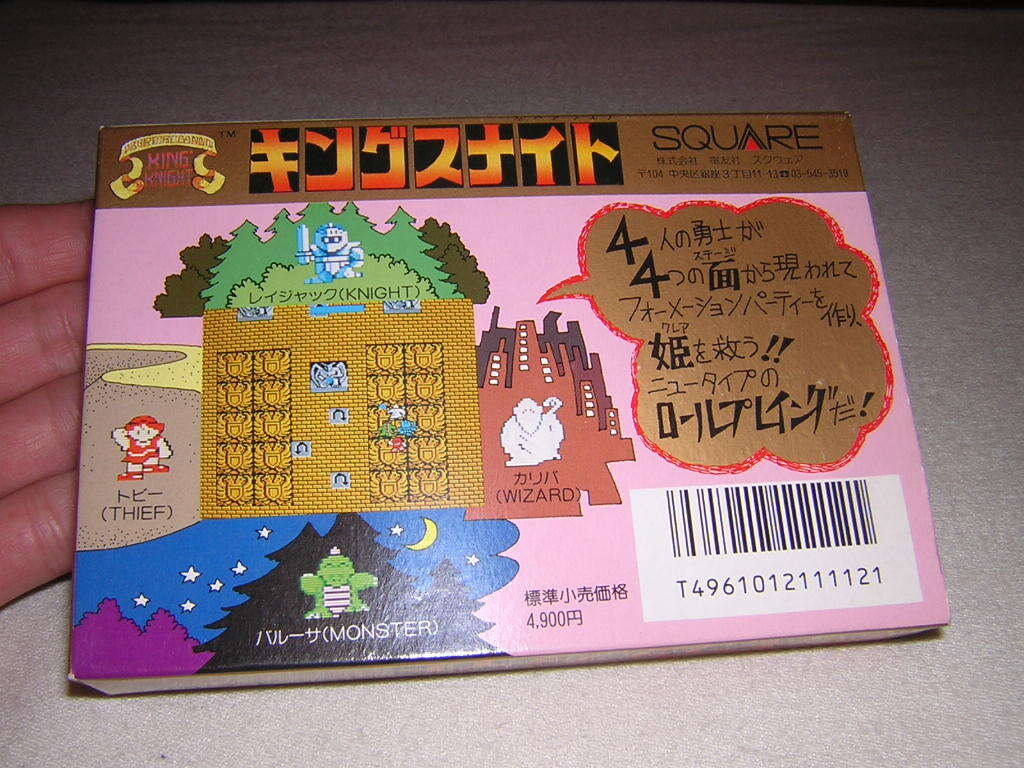 KING'S
KNIGHT
TM
キングスナイト
SQUARE
株式会社 電友社 スクウェア
〒104 中央区銀座3丁目11-13☎03-545-3519
4人の勇士が
4つの面から現われて
ステージ
フォーメーションパーティーを作り、
姫を救う!!
クレア
ニュータイプの
ロールプレイングだ!
レイジャック(KNIGHT)
トビー
(THIEF)
カリバ
(WIZARD)
バルーサ(MONSTER)
標準小売価格
4,900円
T4961012111121